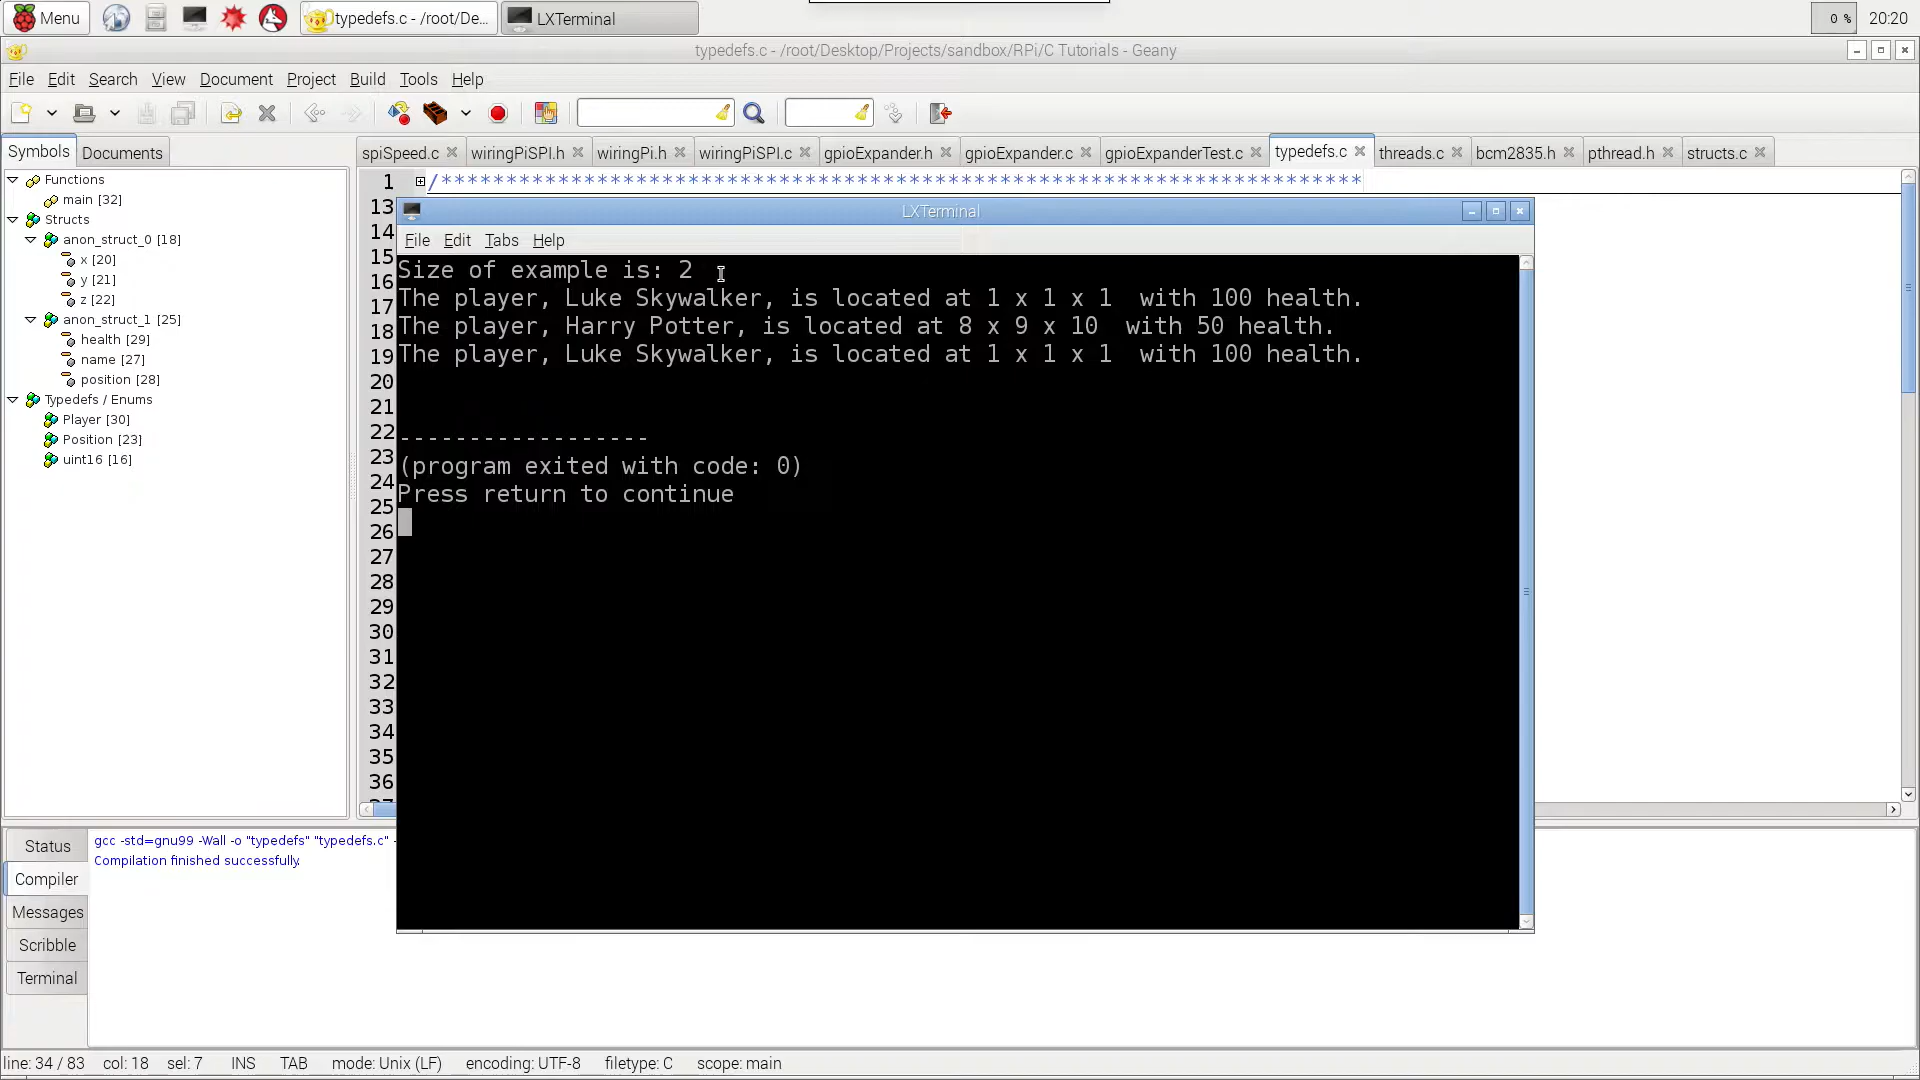 Menu
typedefs.c - /root/De...
LXTerminal
0 %
20:20
typedefs.c - /root/Desktop/Projects/sandbox/RPi/C Tutorials - Geany
File Edit Search View Document Project Build Tools Help
Symbols Documents
spiSpeed.c wiringPiSPI.h wiringPi.h wiringPiSPI.c gpioExpander.h gpioExpander.c gpioExpanderTest.c typedefs.c threads.c bcm2835.h pthread.h structs.c
Functions
main [32]
Structs
anon_struct_0 [18]
x [20]
y [21]
z [22]
anon_struct_1 [25]
health [29]
name [27]
position [28]
Typedefs / Enums
Player [30]
Position [23]
uint16 [16]
1 /***********************************************************************
13
14
15
16
17
18
19
20
21
22
23
24
25
26
27
28
29
30
31
32
33
34
35
36
LXTerminal
File Edit Tabs Help
Size of example is: 2
The player, Luke Skywalker, is located at 1 x 1 x 1  with 100 health.
The player, Harry Potter, is located at 8 x 9 x 10  with 50 health.
The player, Luke Skywalker, is located at 1 x 1 x 1  with 100 health.
------------------
(program exited with code: 0)
Press return to continue
Status
Compiler
Messages
Scribble
Terminal
gcc -std=gnu99 -Wall -o "typedefs" "typedefs.c" -
Compilation finished successfully.
line: 34 / 83 col: 18 sel: 7 INS TAB mode: Unix (LF) encoding: UTF-8 filetype: C scope: main